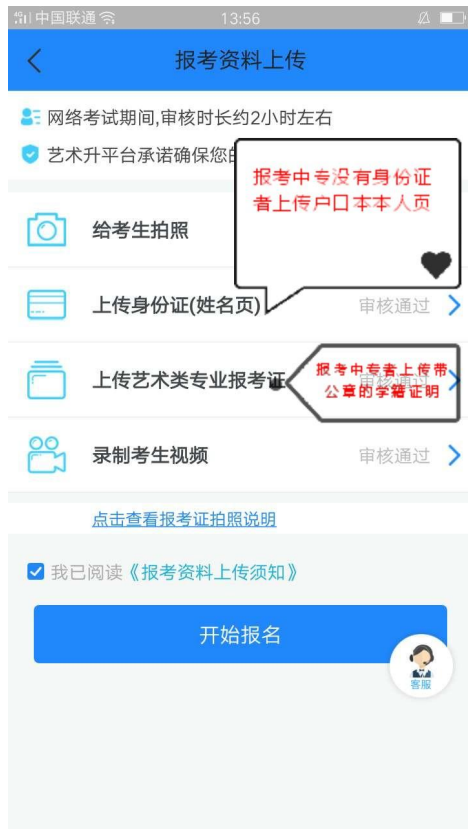 中国联通
13:56
报考资料上传
网络考试期间,审核时长约2小时左右
艺术升平台承诺确保您
报考中专没有身份证
者上传户口本本人页
给考生拍照
上传身份证(姓名页)
审核通过
上传艺术类专业报考证
报考中专者上传带
公章的学籍证明
录制考生视频
审核通过
点击查看报考证拍照说明
我已阅读《报考资料上传须知》
开始报名
客服